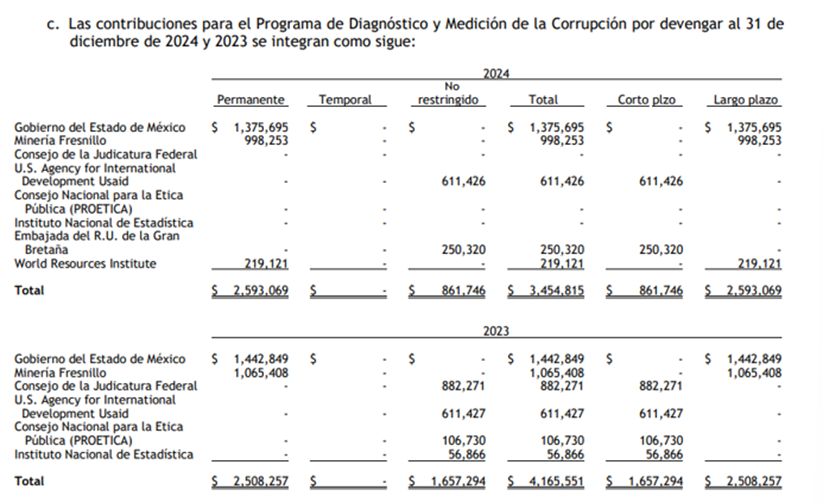 c. Las contribuciones para el Programa de Diagnóstico y Medición de la Corrupción por devengar al 31 de
diciembre de 2024 y 2023 se integran como sigue:
2024
No
Permanente Temporal restringido Total Corto plzo Largo plazo
Gobierno del Estado de México $ 1,375,695 $ - $ - $ 1,375,695 $ - $ 1,375,695
Minería Fresnillo 998,253 - - 998,253 - 998,253
Consejo de la Judicatura Federal - - - - - -
U.S. Agency for International
Development Usaid - - 611,426 611,426 611,426 -
Consejo Nacional para la Etica
Pública (PROETICA) - - - - - -
Instituto Nacional de Estadística - - - - - -
Embajada del R.U. de la Gran
Bretaña - - 250,320 250,320 250,320 -
World Resources Institute 219,121 - - 219,121 - 219,121
Total $ 2,593,069 $ - $ 861,746 $ 3,454,815 $ 861,746 $ 2,593,069
2023
Gobierno del Estado de México $ 1,442,849 $ - $ - $ 1,442,849 $ - $ 1,442,849
Minería Fresnillo 1,065,408 - - 1,065,408 - 1,065,408
Consejo de la Judicatura Federal - - 882,271 882,271 882,271 -
U.S. Agency for International
Development Usaid - - 611,427 611,427 611,427 -
Consejo Nacional para la Etica
Pública (PROETICA) - - 106,730 106,730 106,730 -
Instituto Nacional de Estadística - - 56,866 56,866 56,866 -
Total $ 2,508,257 $ - $ 1,657,294 $ 4,165,551 $ 1,657,294 $ 2,508,257